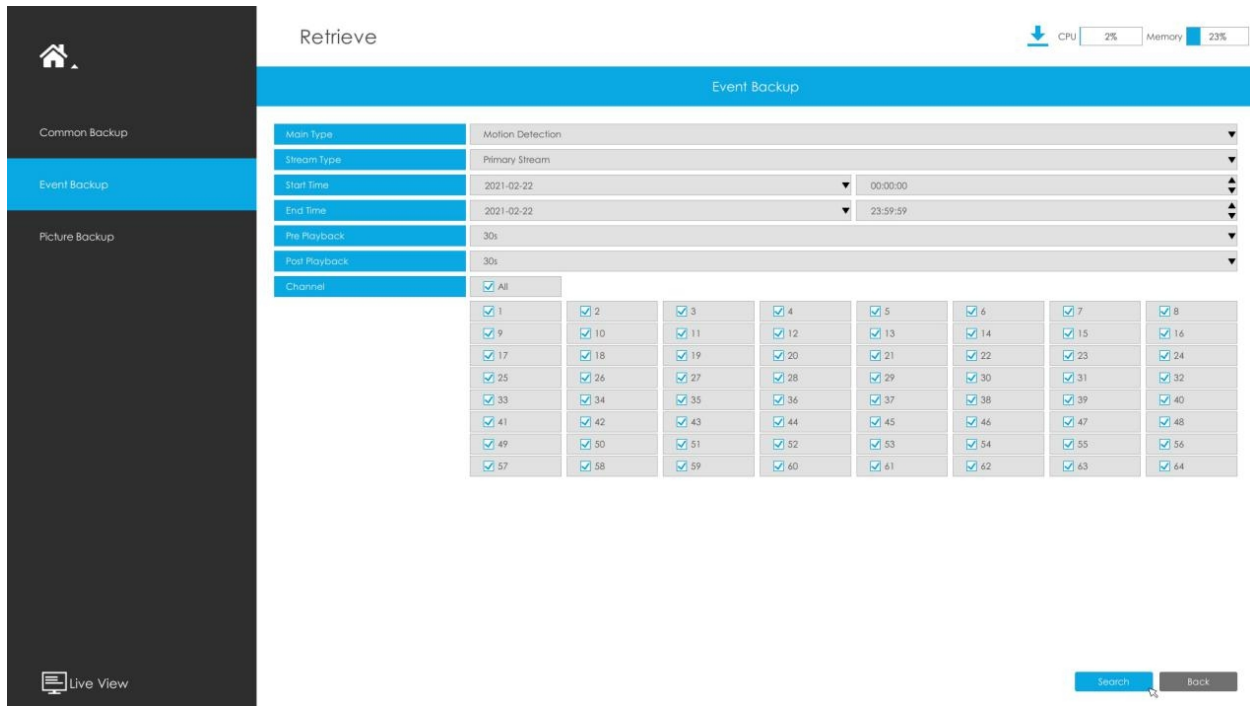 Retrieve
CPU 2% Memory 23%
Event Backup
Common Backup
Event Backup
Picture Backup
Main Type Motion Detection
Stream Type Primary Stream
Start Time 2021-02-22 00:00:00
End Time 2021-02-22 23:59:59
Pre Playback 30s
Post Playback 30s
Channel All
1 2 3 4 5 6 7 8
9 10 11 12 13 14 15 16
17 18 19 20 21 22 23 24
25 26 27 28 29 30 31 32
33 34 35 36 37 38 39 40
41 42 43 44 45 46 47 48
49 50 51 52 53 54 55 56
57 58 59 60 61 62 63 64
Live View
Search Back